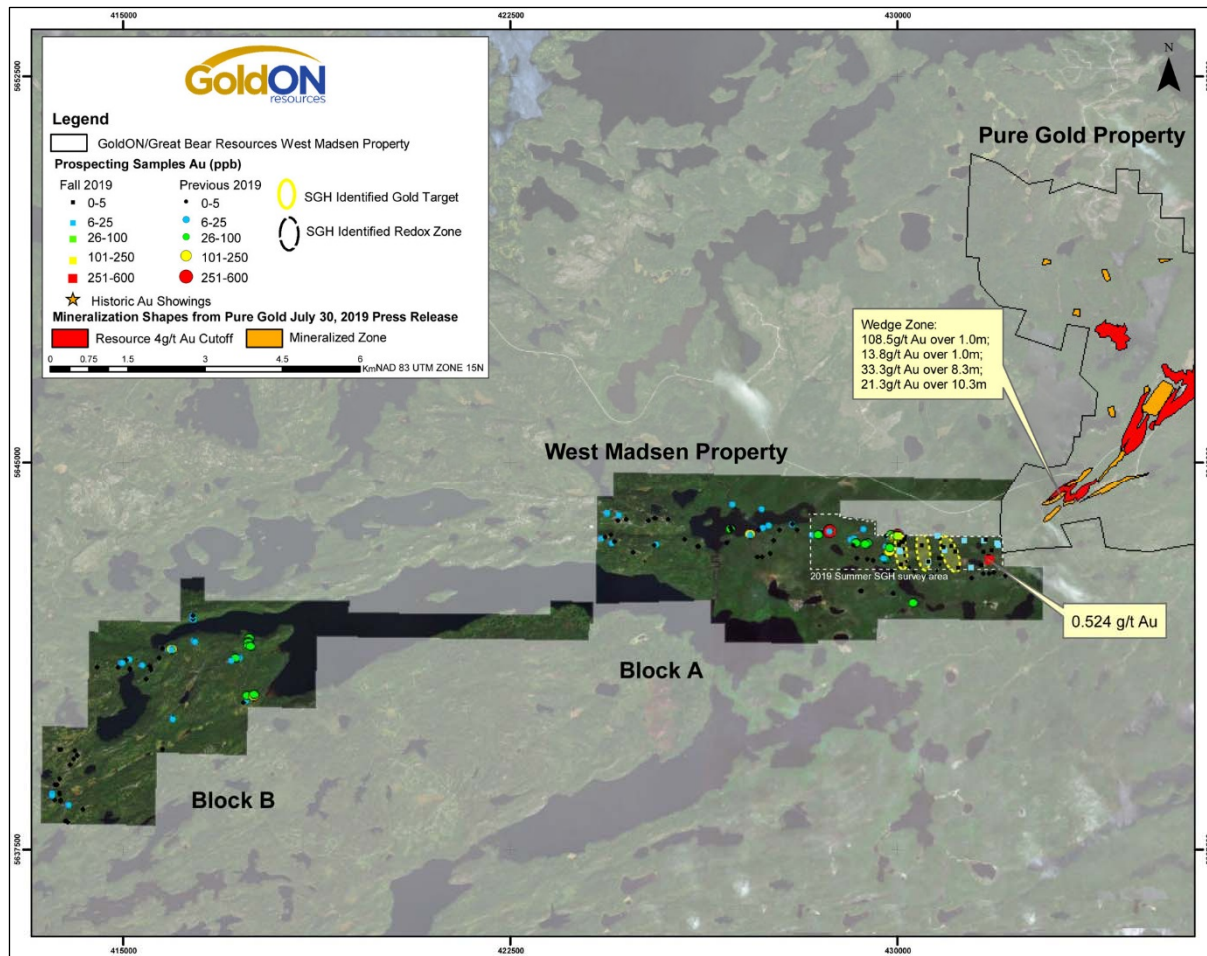 415000
422500
430000
5652500
5645000
5637500
GoldON
resources
Legend
GoldON/Great Bear Resources West Madsen Property
Prospecting Samples Au (ppb)
Fall 2019
0-5
6-25
26-100
101-250
251-600
Previous 2019
0-5
6-25
26-100
101-250
251-600
SGH Identified Gold Target
SGH Identified Redox Zone
Historic Au Showings
Mineralization Shapes from Pure Gold July 30, 2019 Press Release
Resource 4g/t Au Cutoff
Mineralized Zone
0 0.75 1.5 3 4.5 6
Km
NAD 83 UTM ZONE 15N
N
Pure Gold Property
Wedge Zone:
108.5g/t Au over 1.0m;
13.8g/t Au over 1.0m;
33.3g/t Au over 8.3m;
21.3g/t Au over 10.3m
West Madsen Property
2019 Summer SGH survey area
0.524 g/t Au
Block A
Block B
415000
422500
430000